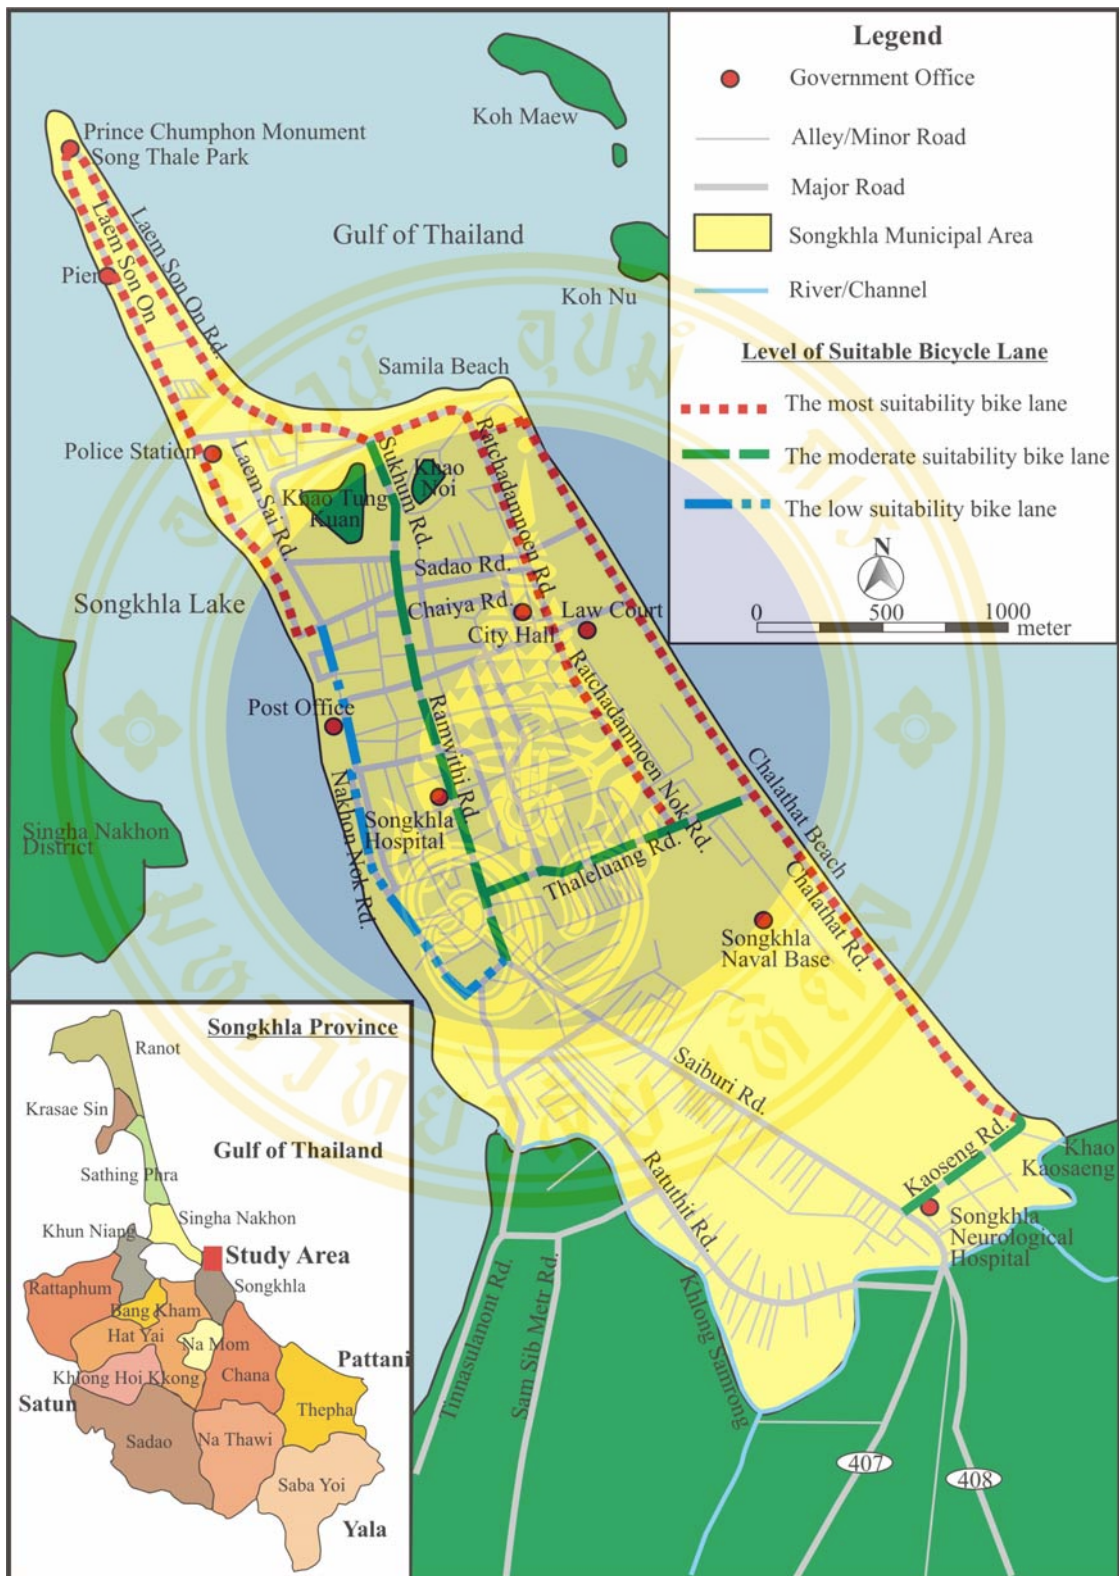 Legend
Government Office
Alley/Minor Road
Major Road
Songkhla Municipal Area
River/Channel
Level of Suitable Bicycle Lane
The most suitability bike lane
The moderate suitability bike lane
The low suitability bike lane
N
0 500 1000
meter
Koh Maew
Prince Chumphon Monument
Song Thale Park
Laem Son On Rd.
Laem Son On
Gulf of Thailand
Pier
Koh Nu
Samila Beach
Police Station
Laem Sai Rd.
Khao Tung
Kuan
Sukhum Rd.
Khao
Noi
Ratchadamnoen Rd.
Sadao Rd.
Songkhla Lake
Chaiya Rd.
City Hall
Law Court
Ratchadamnoen Nok Rd.
Post Office
Ramwithi Rd.
Nakhon Nok Rd.
Songkhla
Hospital
Chalathat Beach
Chalathat Rd.
Singha Nakhon
District
Thaleluang Rd.
Songkhla
Naval Base
Saiburi Rd.
Kaoseng Rd.
Khao
Kaosaeng
Ratuthit Rd.
Songkhla
Neurological
Hospital
Khlong Samrong
Tinnasulanont Rd.
Sam Sib Metr Rd.
407
408
Songkhla Province
Ranot
Krasae Sin
Gulf of Thailand
Sathing Phra
Singha Nakhon
Khun Niang
Study Area
Rattaphum
Songkhla
Bang Kham
Hat Yai
Na Mom
Pattani
Khlong Hoi Kkong
Chana
Satun
Thepha
Sadao
Na Thawi
Saba Yoi
Yala